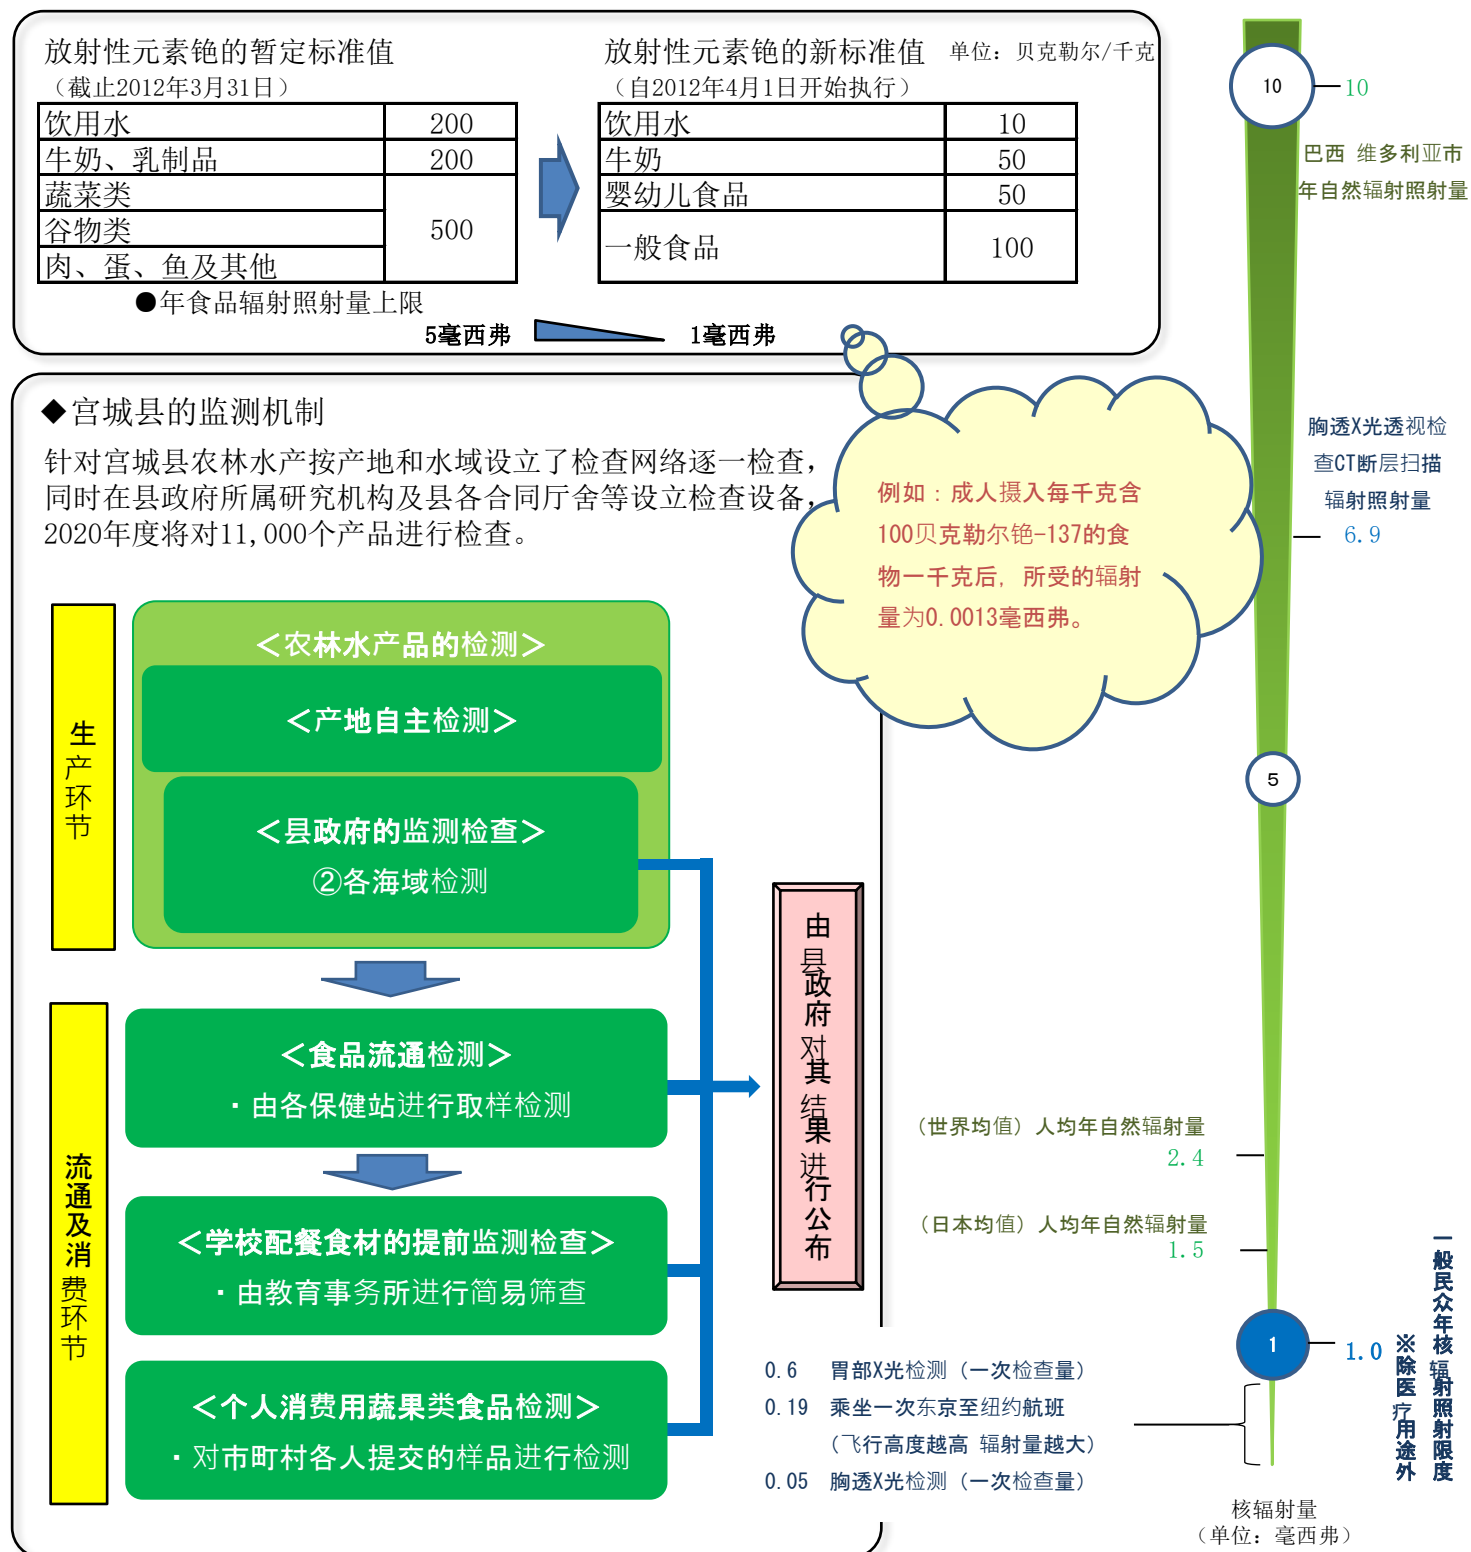 放射性元素铯的暂定标准值
（截止2012年3月31日）
饮用水 200
牛奶、乳制品 200
蔬菜类
谷物类 500
肉、蛋、鱼及其他
放射性元素铯的新标准值 单位：贝克勒尔/千克
（自2012年4月1日开始执行）
饮用水 10
牛奶 50
婴幼儿食品 50
一般食品 100
●年食品辐射照射量上限
5毫西弗 1毫西弗
◆宫城县的监测机制
针对宫城县农林水产按产地和水域设立了检查网络逐一检查，
同时在县政府所属研究机构及县各合同厅舍等设立检查设备，
2020年度将对11,000个产品进行检查。
例如：成人摄入每千克含
100贝克勒尔铯-137的食
物一千克后，所受的辐射
量为0.0013毫西弗。
生产环节
＜农林水产品的检测＞
＜产地自主检测＞
＜县政府的监测检查＞
②各海域检测
流通及消费环节
＜食品流通检测＞
・由各保健站进行取样检测
＜学校配餐食材的提前监测检查＞
・由教育事务所进行简易筛查
＜个人消费用蔬果类食品检测＞
・对市町村各人提交的样品进行检测
由县政府对其结果进行公布
10
10
巴西 维多利亚市
年自然辐射照射量
胸透X光透视检
查CT断层扫描
辐射照射量
6.9
5
（世界均值）人均年自然辐射量
2.4
（日本均值）人均年自然辐射量
1.5
1
1.0
一般民众年核辐射照射限度
※除医疗用途外
0.6 胃部X光检测（一次检查量）
0.19 乘坐一次东京至纽约航班
（飞行高度越高 辐射量越大）
0.05 胸透X光检测（一次检查量）
核辐射量
（单位：毫西弗）